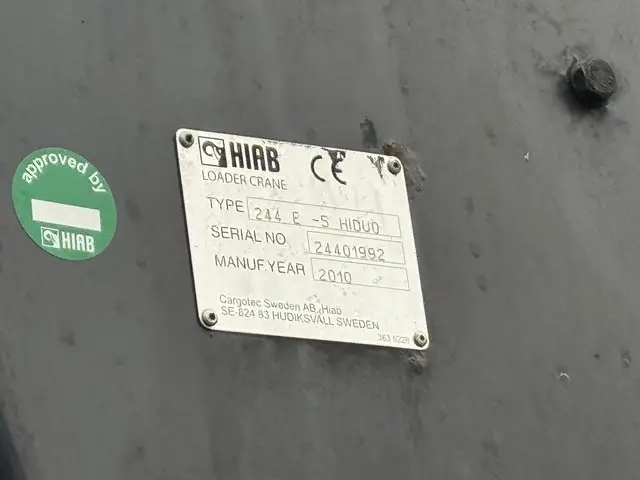 approved by
HIAB
HIAB CE
LOADER CRANE
TYPE 244 E -5 HIDUO
SERIAL NO 24401992
MANUF.YEAR 2010
Cargotec Sweden AB, Hiab
SE-824 83 HUDIKSVALL SWEDEN